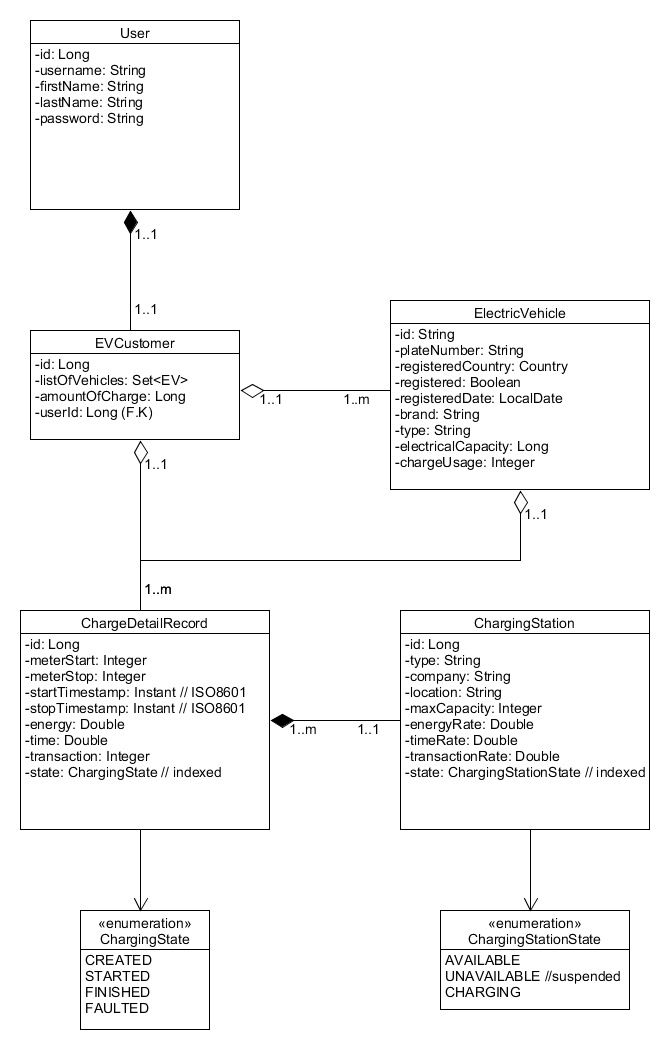 User
-id: Long
-username: String
-firstName: String
-lastName: String
-password: String
1..1
1..1
EVCustomer
-id: Long
-listOfVehicles: Set<EV>
-amountOfCharge: Long
-userId: Long (F.K)
1..1
1..m
ElectricVehicle
-id: String
-plateNumber: String
-registeredCountry: Country
-registered: Boolean
-registeredDate: LocalDate
-brand: String
-type: String
-electricalCapacity: Long
-chargeUsage: Integer
1..1
1..1
1..m
ChargeDetailRecord
-id: Long
-meterStart: Integer
-meterStop: Integer
-startTimestamp: Instant // ISO8601
-stopTimestamp: Instant // ISO8601
-energy: Double
-time: Double
-transaction: Integer
-state: ChargingState // indexed
1..m
1..1
ChargingStation
-id: Long
-type: String
-company: String
-location: String
-maxCapacity: Integer
-energyRate: Double
-timeRate: Double
-transactionRate: Double
-state: ChargingStationState // indexed
«enumeration»
ChargingState
CREATED
STARTED
FINISHED
FAULTED
«enumeration»
ChargingStationState
AVAILABLE
UNAVAILABLE //suspended
CHARGING